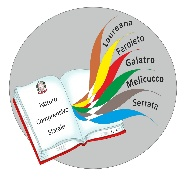 Laureana
Feroleto
Galatro
Melicucco
Serrata
Istituto
Comprensivo
Statale